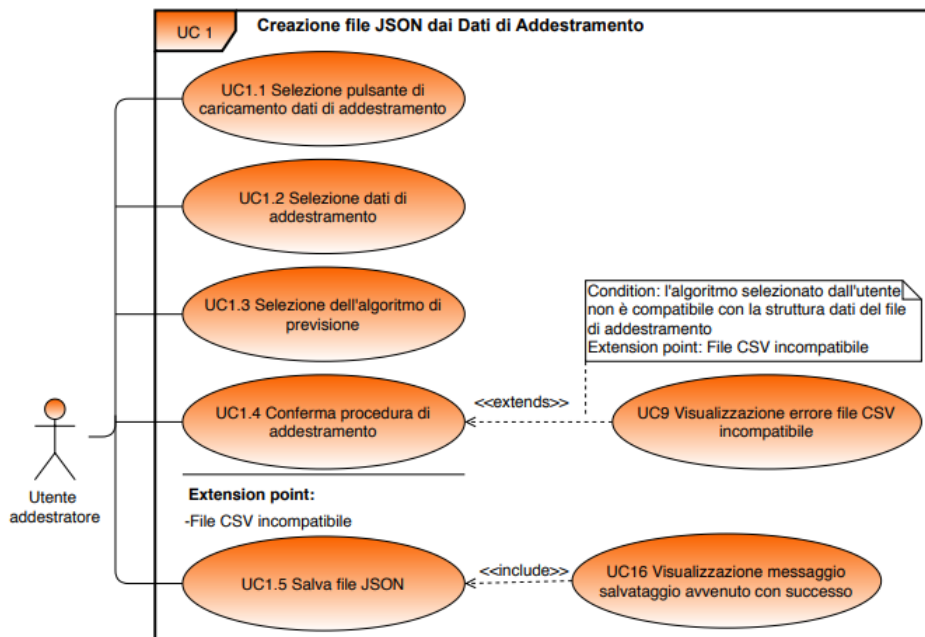 UC 1
Creazione file JSON dai Dati di Addestramento
UC1.1 Selezione pulsante di
caricamento dati di addestramento
UC1.2 Selezione dati di
addestramento
UC1.3 Selezione dell'algoritmo di
previsione
Condition: l'algoritmo selezionato dall'utente
non è compatibile con la struttura dati del file
di addestramento
Extension point: File CSV incompatibile
UC1.4 Conferma procedura di
addestramento
<<extends>>
UC9 Visualizzazione errore file CSV
incompatibile
Utente
addestratore
Extension point:
-File CSV incompatibile
UC1.5 Salva file JSON
<<include>>
UC16 Visualizzazione messaggio
salvataggio avvenuto con successo